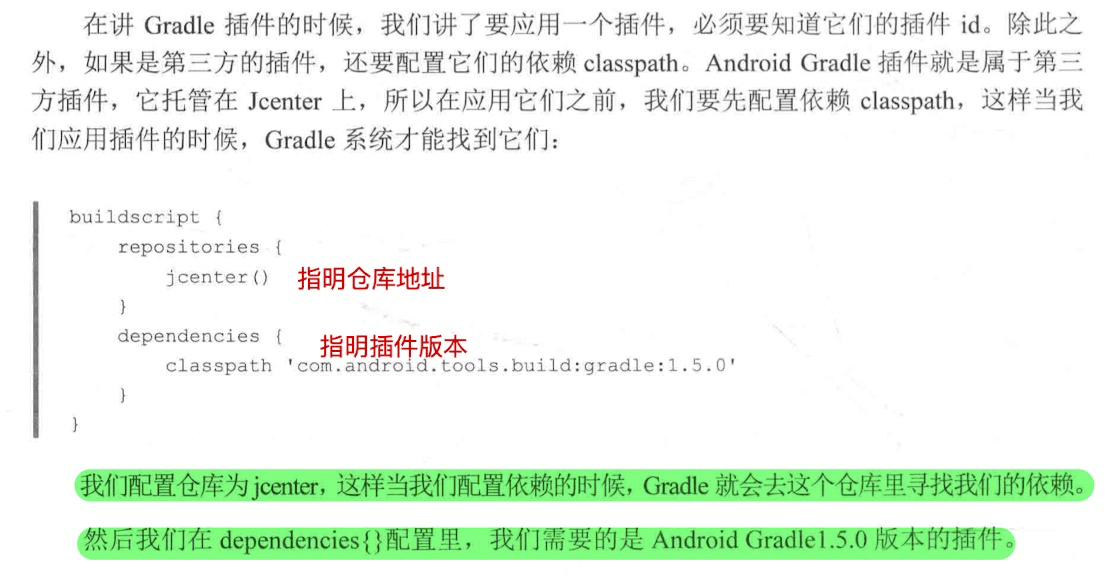 在讲 Gradle 插件的时候，我们讲了要应用一个插件，必须要知道它们的插件 id。除此之
外，如果是第三方的插件，还要配置它们的依赖 classpath。Android Gradle 插件就是属于第三
方插件，它托管在 Jcenter 上，所以在应用它们之前，我们要先配置依赖 classpath，这样当我
们应用插件的时候，Gradle 系统才能找到它们：
buildscript {
    repositories {
        jcenter() 指明仓库地址
    }
    dependencies {
指明插件版本
        classpath 'com.android.tools.build:gradle:1.5.0'
    }
}
我们配置仓库为 jcenter，这样当我们配置依赖的时候，Gradle 就会去这个仓库里寻找我们的依赖。
然后我们在 dependencies{}配置里，我们需要的是 Android Gradle1.5.0 版本的插件。